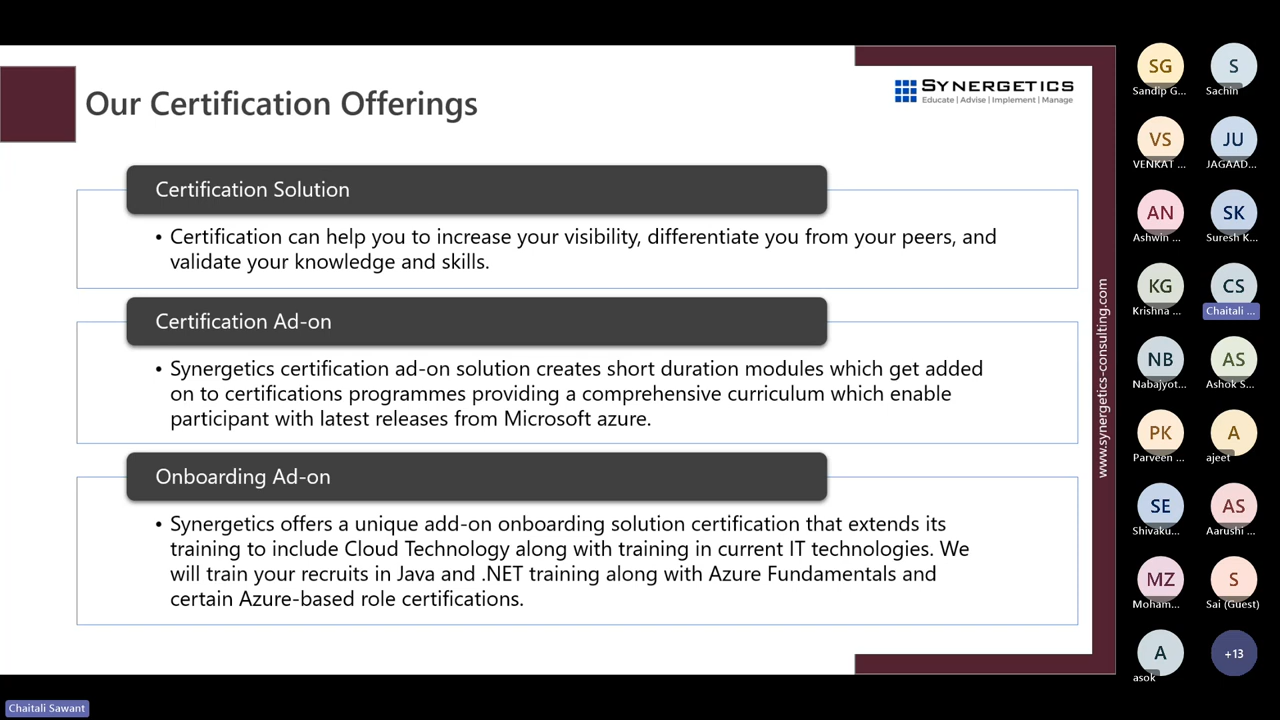 Our Certification Offerings
SYNERGETICS
Educate | Advise | Implement | Manage
Certification Solution
• Certification can help you to increase your visibility, differentiate you from your peers, and
validate your knowledge and skills.
Certification Ad-on
• Synergetics certification ad-on solution creates short duration modules which get added
on to certifications programmes providing a comprehensive curriculum which enable
participant with latest releases from Microsoft azure.
Onboarding Ad-on
• Synergetics offers a unique add-on onboarding solution certification that extends its
training to include Cloud Technology along with training in current IT technologies. We
will train your recruits in Java and .NET training along with Azure Fundamentals and
certain Azure-based role certifications.
www.synergetics-consulting.com
SG
Sandip G...
S
Sachin
VS
VENKAT ...
JU
JAGAAD...
AN
Ashwin ...
SK
Suresh K...
KG
Krishna ...
CS
Chaitali ...
NB
Nabajyot...
AS
Ashok S...
PK
Parveen ...
A
ajeet
SE
Shivaku...
AS
Aarushi ...
MZ
Moham...
S
Sai (Guest)
A
asok
+13
Chaitali Sawant